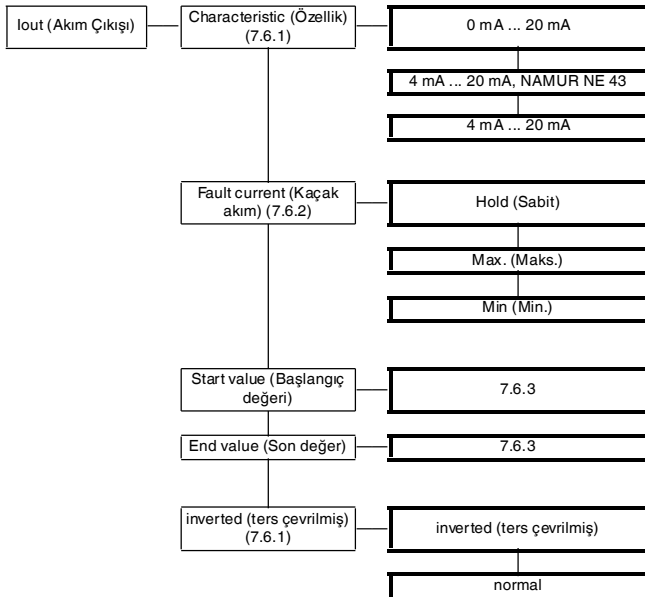 Iout (Akım Çıkışı)
Characteristic (Özellik)
(7.6.1)
0 mA ... 20 mA
4 mA ... 20 mA, NAMUR NE 43
4 mA ... 20 mA
Fault current (Kaçak
akım) (7.6.2)
Hold (Sabit)
Max. (Maks.)
Min (Min.)
Start value (Başlangıç
değeri)
7.6.3
End value (Son değer)
7.6.3
inverted (ters çevrilmiş)
(7.6.1)
inverted (ters çevrilmiş)
normal